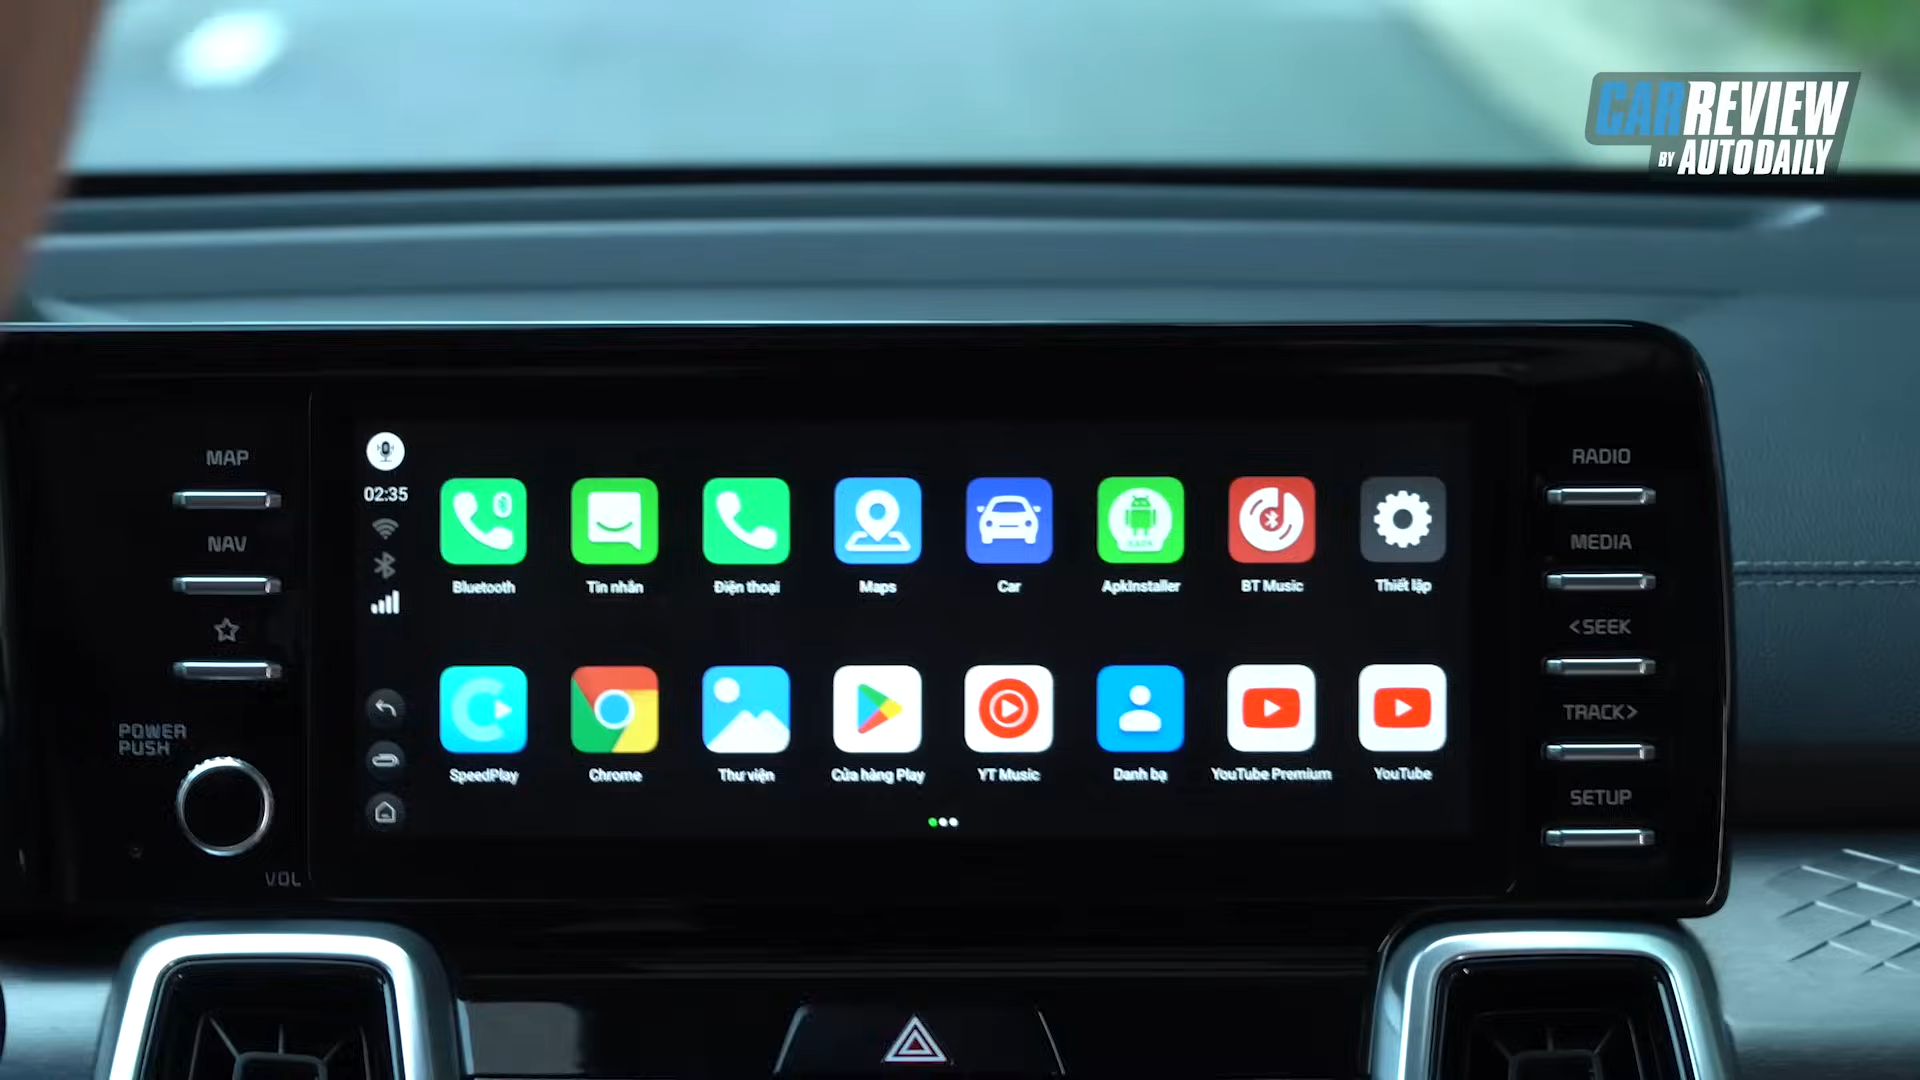 CARREVIEW
BY AUTODAILY
MAP
NAV
POWER
PUSH
VOL
02:35
Bluetooth
Tin nhắn
Điện thoại
Maps
Car
ApkInstaller
BT Music
Thiết lập
SpeedPlay
Chrome
Thư viện
Cửa hàng Play
YT Music
Danh bạ
YouTube Premium
YouTube
RADIO
MEDIA
<SEEK
TRACK>
SETUP